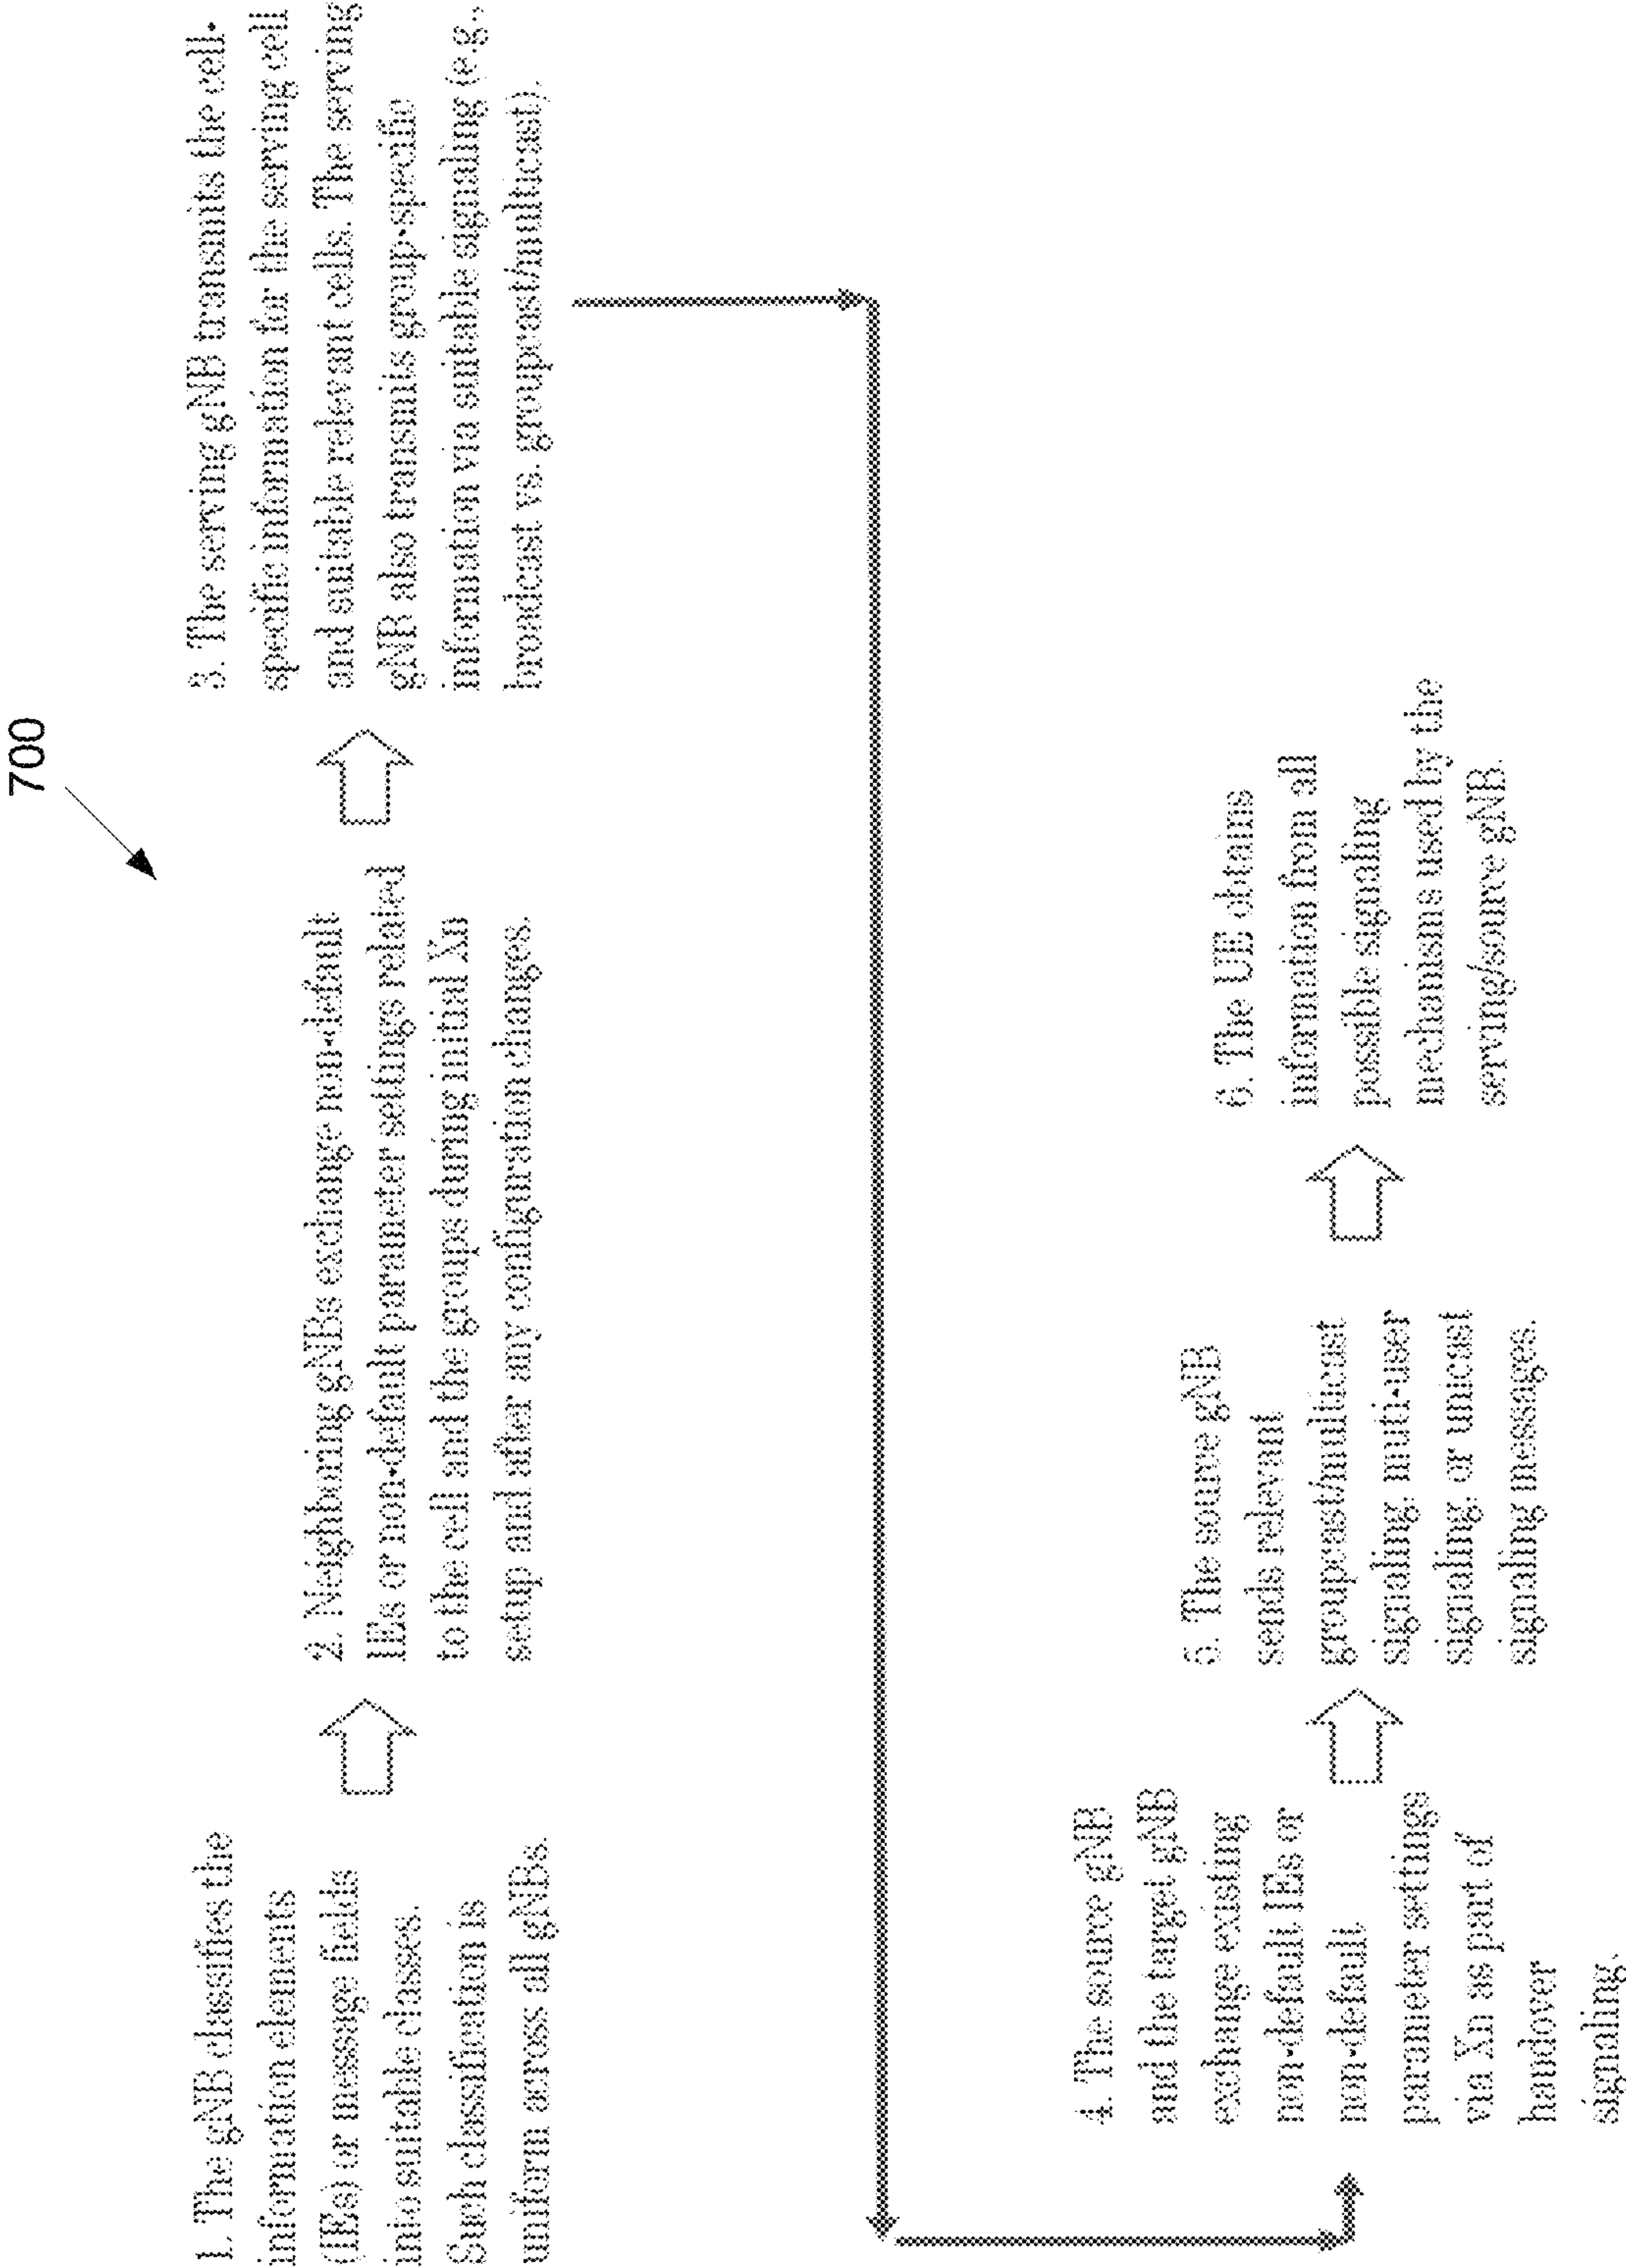 700
1. The gNB classifies the
information elements
(IEs) or message fields
into suitable classes.
Such classification is
uniform across all gNBs.
2. Neighboring gNBs exchange non-default
IEs or non-default parameter settings related
to the cell and the groups during initial Xn
setup and after any configuration changes.
3. The serving gNB transmits the cell-
specific information for the serving cell
and suitable relevant cells. The serving
gNB also transmits group-specific
information via suitable signaling (e.g.,
broadcast vs. groupcast/multicast).
4. The source gNB
and the target gNB
exchange existing
non-default IEs or
non-default
parameter settings
via Xn as part of
handover
signaling.
5. The source gNB
sends relevant
groupcast/multicast
signaling, muti-user
signaling, or unicast
signaling messages.
6. The UE obtains
information from all
possible signaling
mechanisms used by the
serving/source gNB.